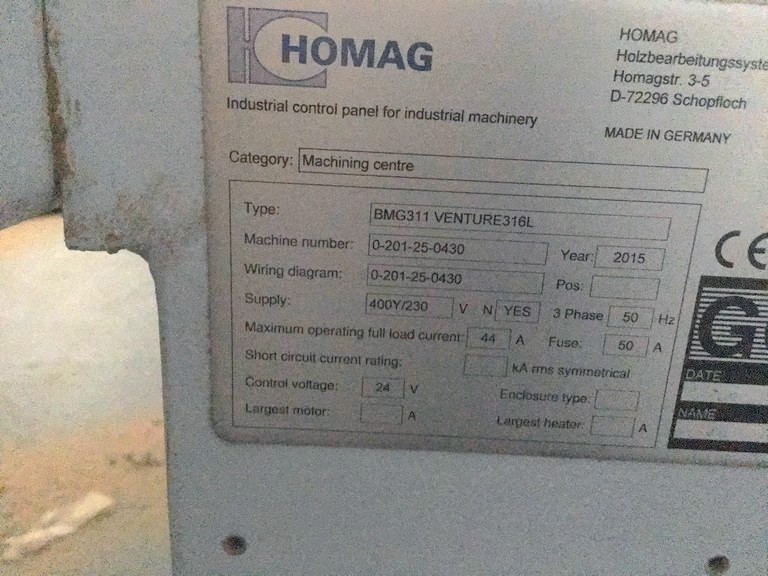 HOMAG
HOMAG
Holzbearbeitungssyste
Homagstr. 3-5
D-72296 Schopfloch
Industrial control panel for industrial machinery
MADE IN GERMANY
Category: Machining centre
Type: BMG311 VENTURE316L
Machine number: 0-201-25-0430 Year: 2015
Wiring diagram: 0-201-25-0430 Pos:
Supply: 400Y/230 V N YES 3 Phase 50 Hz
Maximum operating full load current: 44 A Fuse: 50 A
Short circuit current rating: kA rms symmetrical
Control voltage: 24 V Enclosure type:
Largest motor: A Largest heater: A
CE
G
DATE
NAME